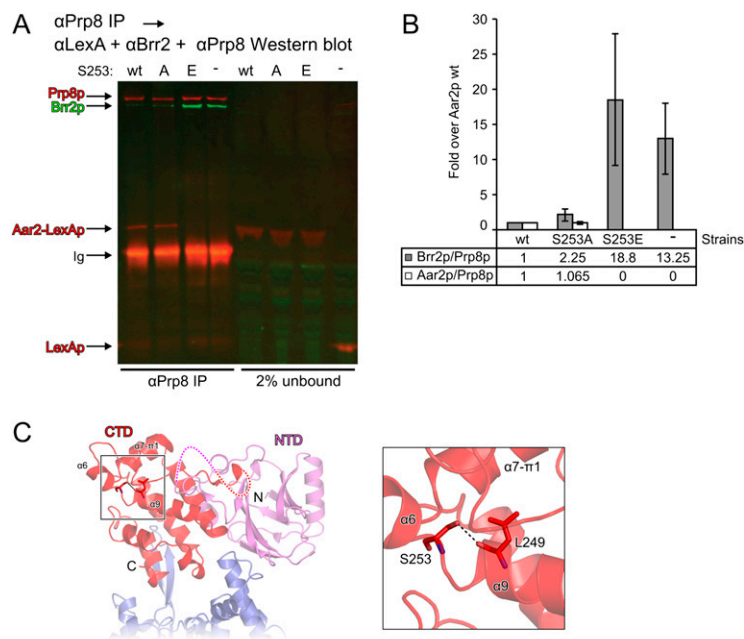 A
αPrp8 IP →
αLexA + αBrr2 + αPrp8 Western blot
S253: wt A E - wt A E -
Prp8p
Brr2p
Aar2-LexAp
Ig
LexAp
αPrp8 IP 2% unbound
B
Fold over Aar2p wt
30
25
20
15
10
5
0
wt S253A S253E - Strains
Brr2p/Prp8p 1 2.25 18.8 13.25
Aar2p/Prp8p 1 1.065 0 0
C
CTD NTD
α7-π1
α6
α9
N
C
α7-π1
α6
S253
L249
α9